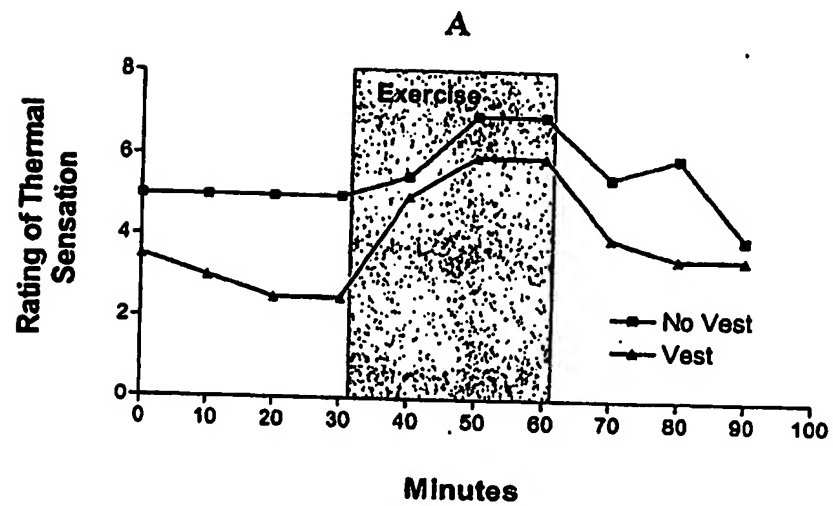 A
Rating of Thermal
Sensation
8
6
4
2
0
Exercise
No Vest
Vest
0 10 20 30 40 50 60 70 80 90 100
Minutes